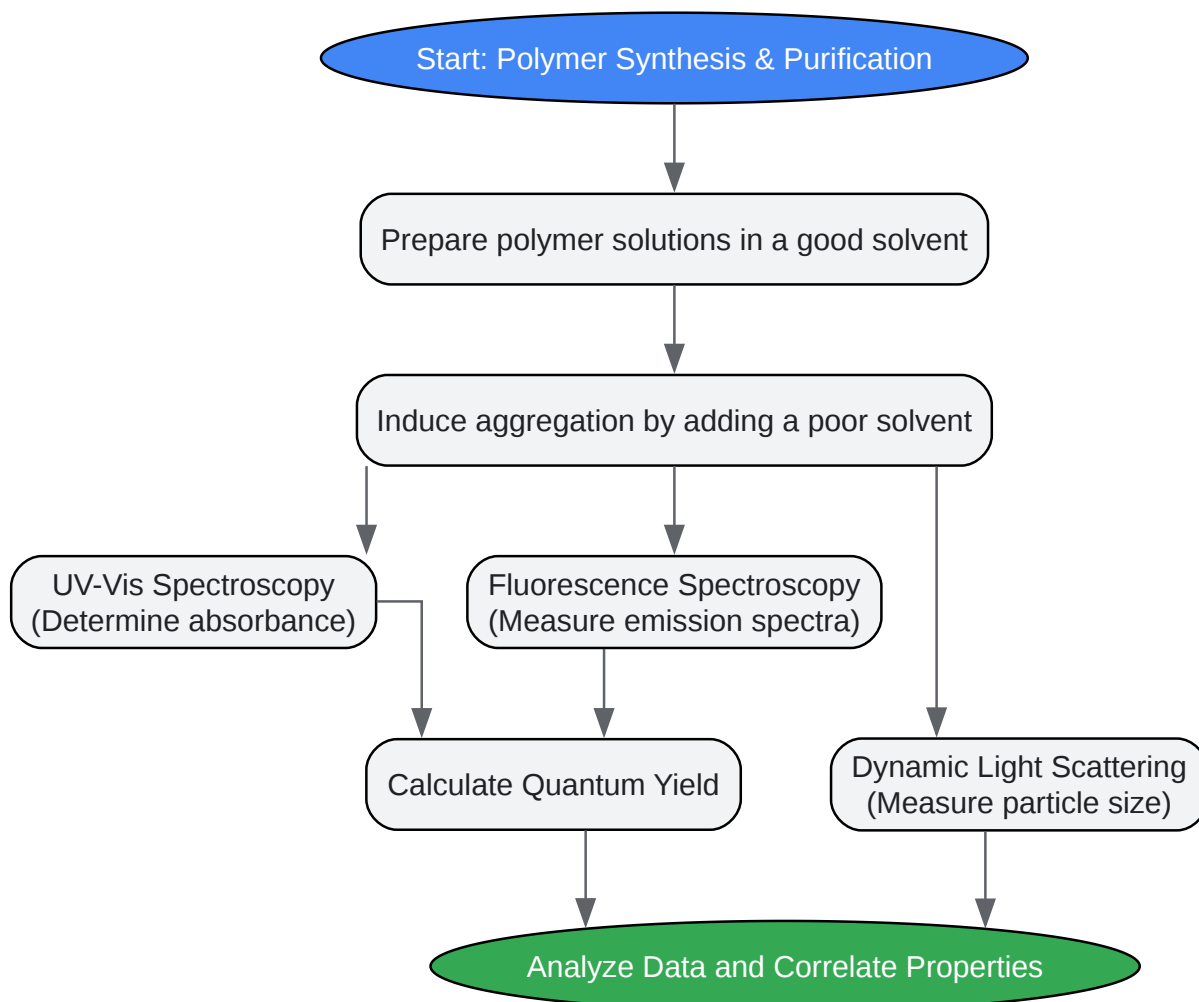 Start: Polymer Synthesis & Purification
Prepare polymer solutions in a good solvent
Induce aggregation by adding a poor solvent
UV-Vis Spectroscopy
(Determine absorbance)
Fluorescence Spectroscopy
(Measure emission spectra)
Calculate Quantum Yield
Dynamic Light Scattering
(Measure particle size)
Analyze Data and Correlate Properties